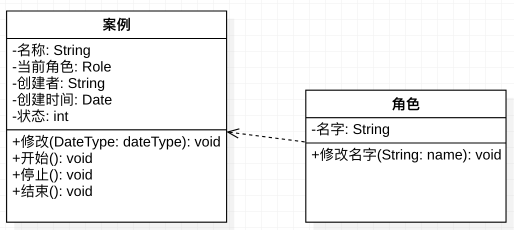 案例
-名称: String
-当前角色: Role
-创建者: String
-创建时间: Date
-状态: int
+修改(DateType: dateType): void
+开始(): void
+停止(): void
+结束(): void
角色
-名字: String
+修改名字(String: name): void